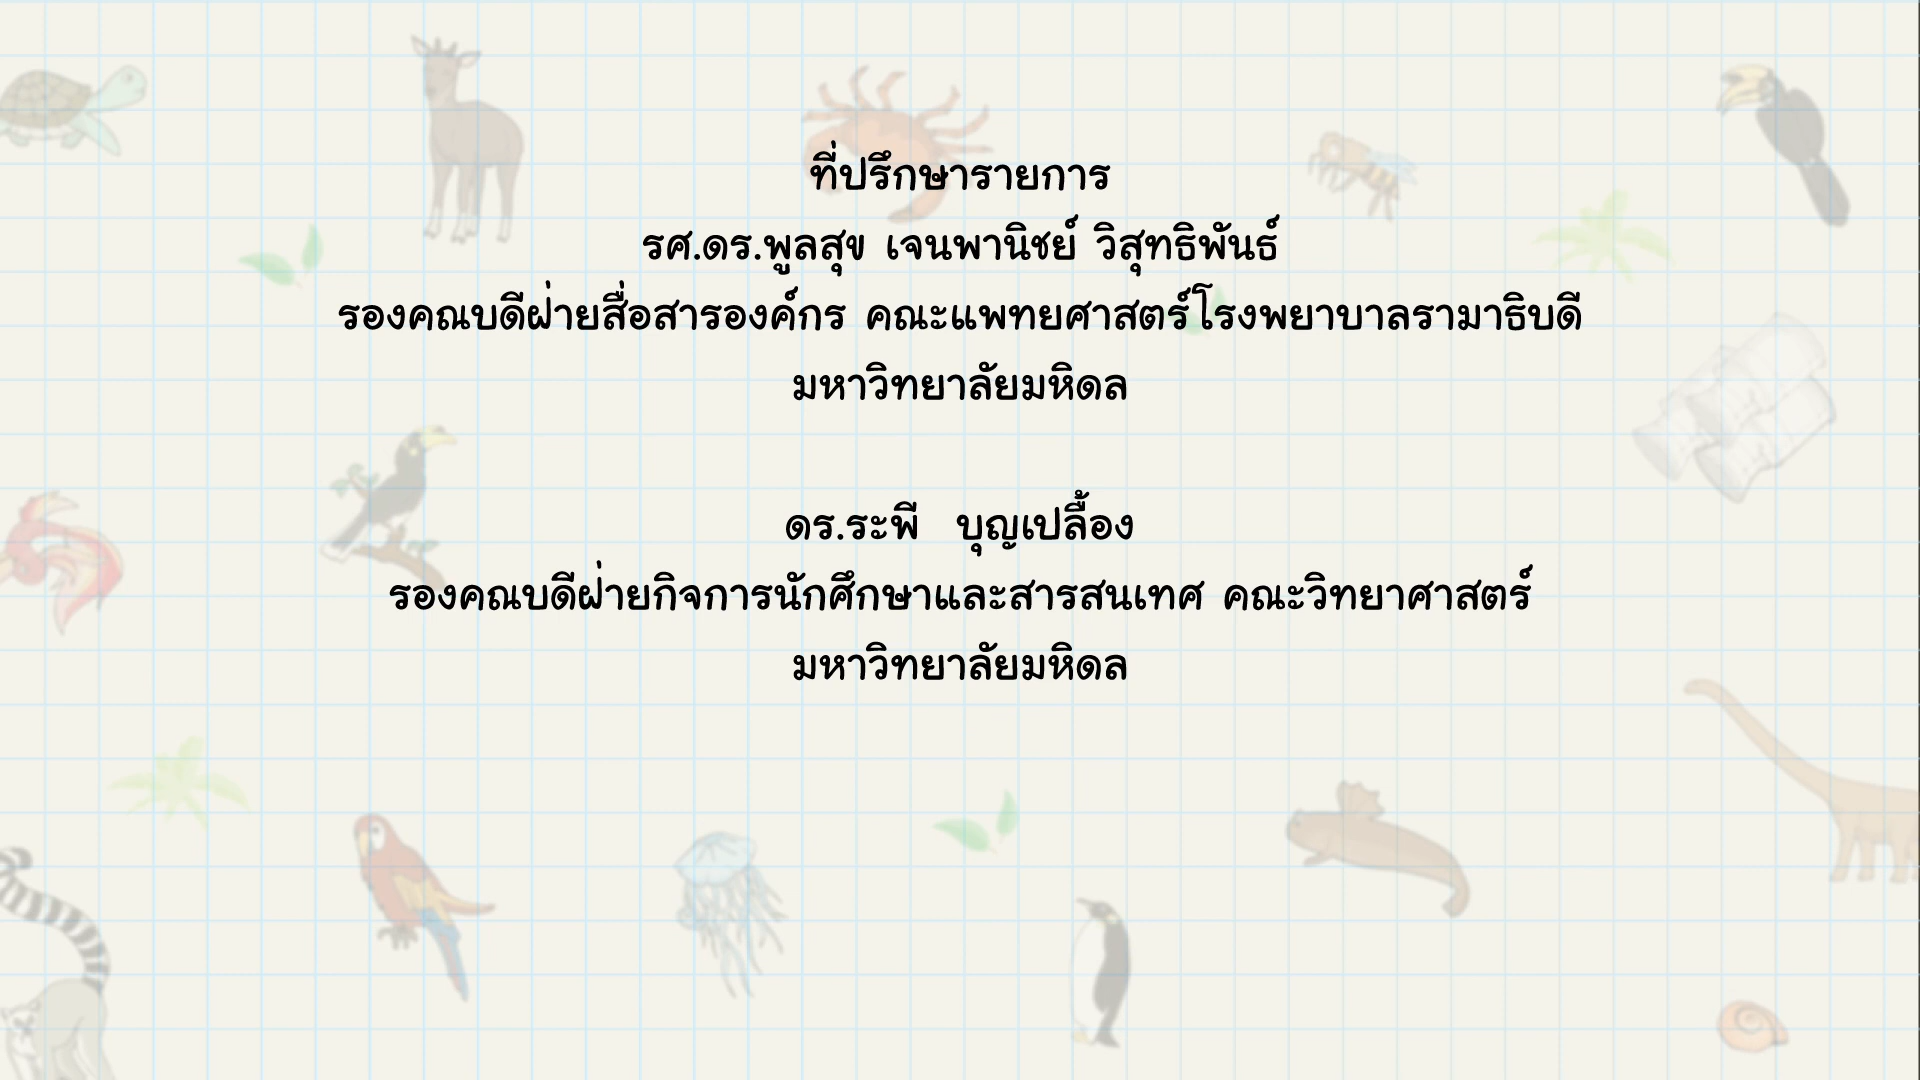 ที่ปรึกษารายการ
รศ.ดร.พูลสุข เจนพานิชย์ วิสุทธิพันธ์
รองคณบดีฝ่ายสื่อสารองค์กร คณะแพทยศาสตร์โรงพยาบาลรามาธิบดี
มหาวิทยาลัยมหิดล
ดร.ระพี  บุญเปลื้อง
รองคณบดีฝ่ายกิจการนักศึกษาและสารสนเทศ คณะวิทยาศาสตร์
มหาวิทยาลัยมหิดล